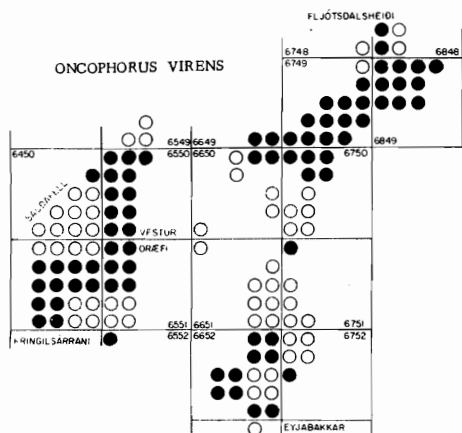 FLJÓTSDALSHEIÐI
6748 6848
6749
ONCOPHORUS VIRENS
6549 6649 6849
6450 6550 6650 6750
VESTUR
ÖRÆFI
6551 6651 6751
KRINGILSÁRRANI 6552 6652 6752
EYJABAKKAR